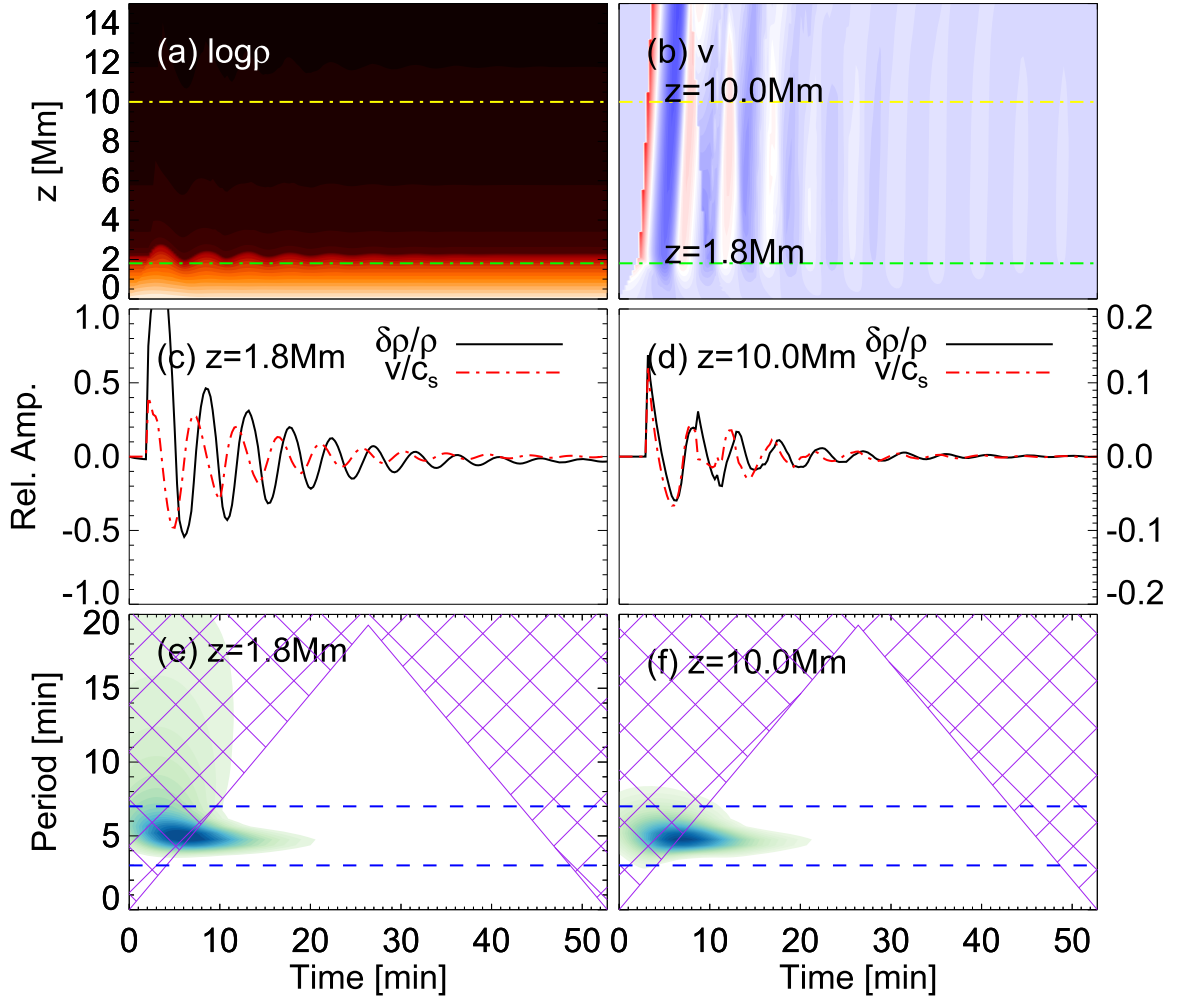 14
12
10
8
6
4
2
0
z [Mm]
(a) logρ
(b) v
z=10.0Mm
z=1.8Mm
1.0
0.5
0.0
-0.5
-1.0
Rel. Amp.
(c) z=1.8Mm
δρ/ρ
v/cs
(d) z=10.0Mm
δρ/ρ
v/cs
0.2
0.1
0.0
-0.1
-0.2
20
15
10
5
0
Period [min]
(e) z=1.8Mm
(f) z=10.0Mm
0 10 20 30 40 50
0 10 20 30 40 50
Time [min]
Time [min]